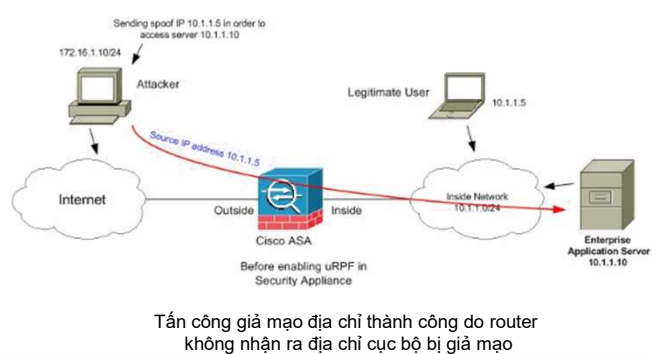 Sending spoof IP 10.1.1.5 in order to
access server 10.1.1.10
172.16.1.10/24
Attacker
Legitimate User
10.1.1.5
Source IP address 10.1.1.5
Internet
Outside
Inside
Inside Network
10.1.1.0/24
Cisco ASA
Enterprise
Application Server
10.1.1.10
Before enabling uRPF in
Security Appliance
Tấn công giả mạo địa chỉ thành công do router
không nhận ra địa chỉ cục bộ bị giả mạo